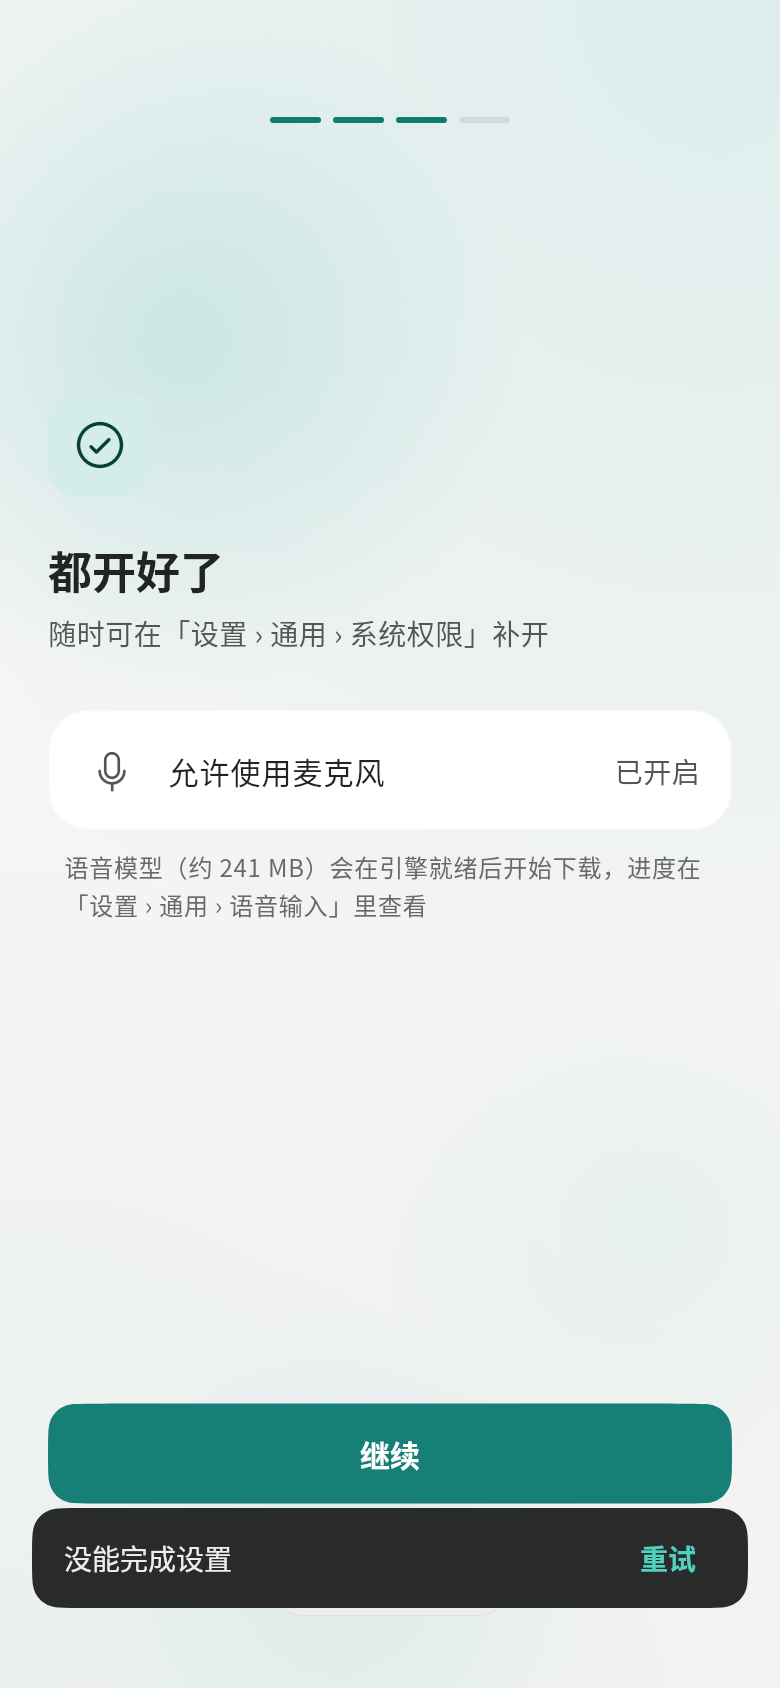 都开好了
随时可在「设置 › 通用 › 系统权限」补开
允许使用麦克风
已开启
语音模型（约 241 MB）会在引擎就绪后开始下载，进度在
「设置 › 通用 › 语音输入」里查看
继续
没能完成设置
重试